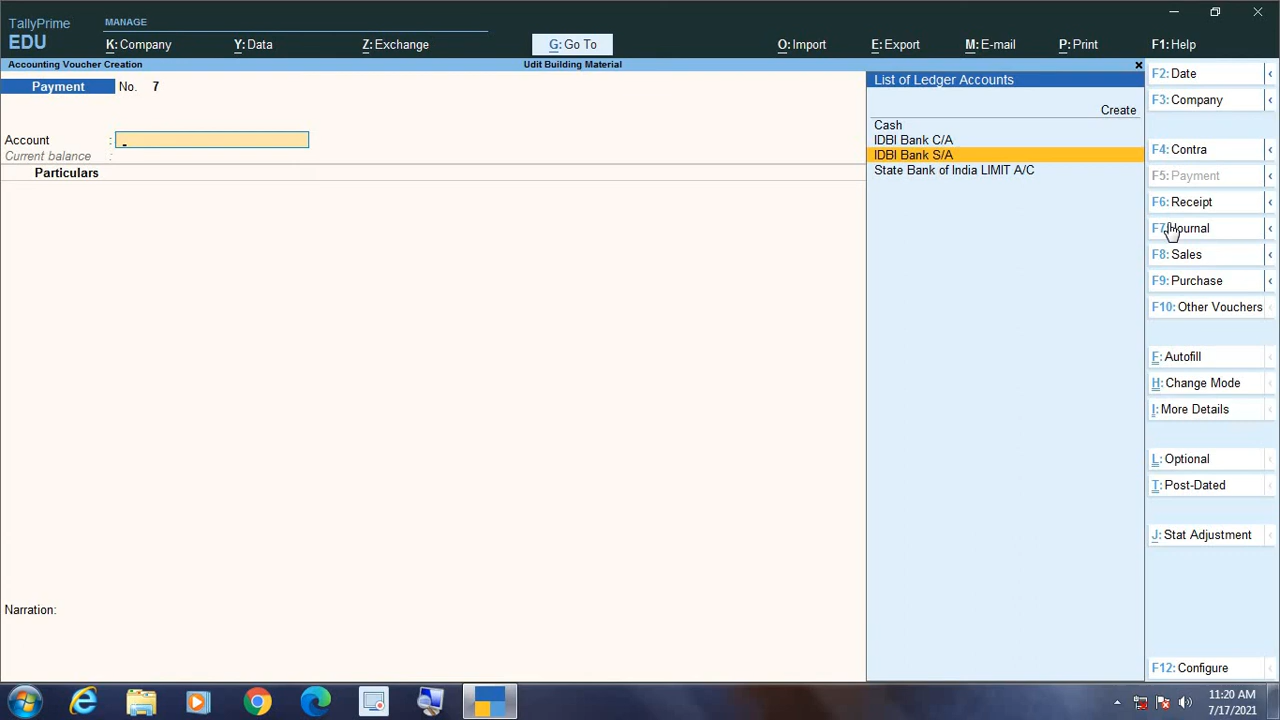 TallyPrime
EDU
MANAGE
K: Company
Y: Data
Z: Exchange
G: Go To
O: Import
E: Export
M: E-mail
P: Print
F1: Help
Accounting Voucher Creation
Udit Building Material
Payment No. 7
Account :
Current balance :
Particulars
Narration:
List of Ledger Accounts
Create
Cash
IDBI Bank C/A
IDBI Bank S/A
State Bank of India LIMIT A/C
F2: Date
F3: Company
F4: Contra
F5: Payment
F6: Receipt
F7: Journal
F8: Sales
F9: Purchase
F10: Other Vouchers
F: Autofill
H: Change Mode
I: More Details
L: Optional
T: Post-Dated
J: Stat Adjustment
F12: Configure
11:20 AM
7/17/2021